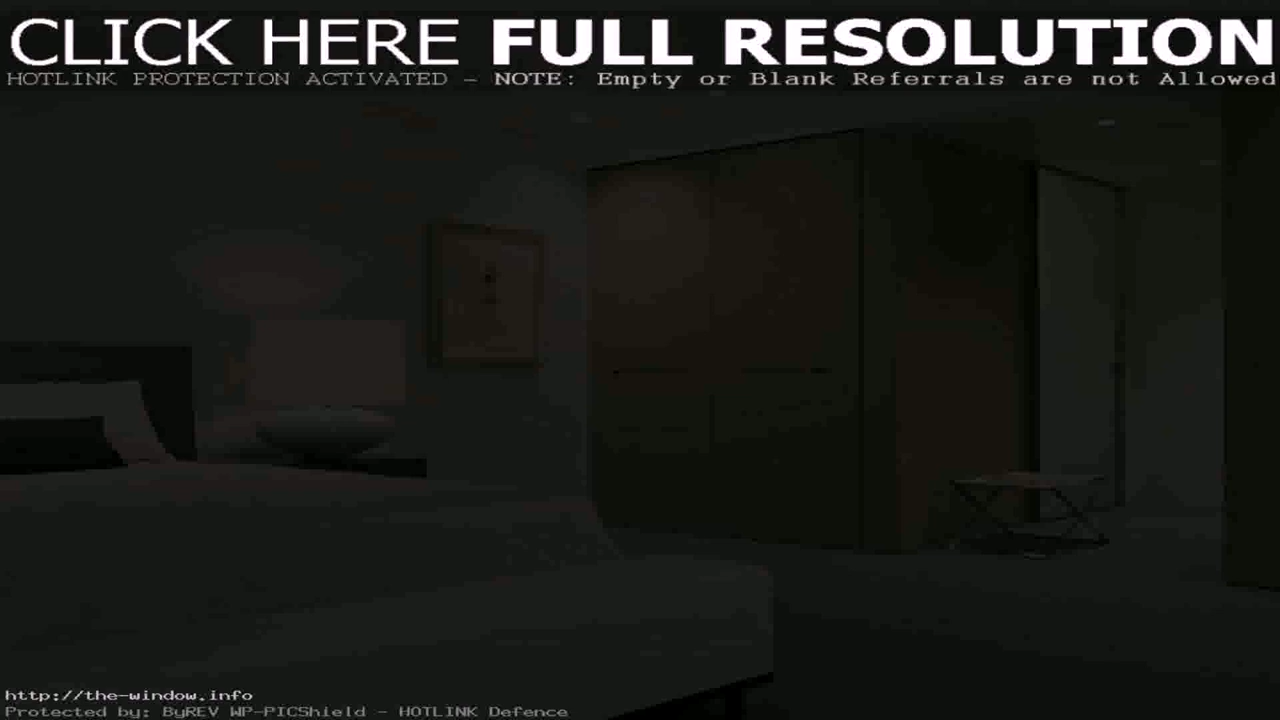 CLICK HERE FULL RESOLUTION
HOTLINK PROTECTION ACTIVATED - NOTE: Empty or Blank Referrals are not Allowed
http://the-window.info
Protected by: ByREV WP-PICShield - HOTLINK Defence